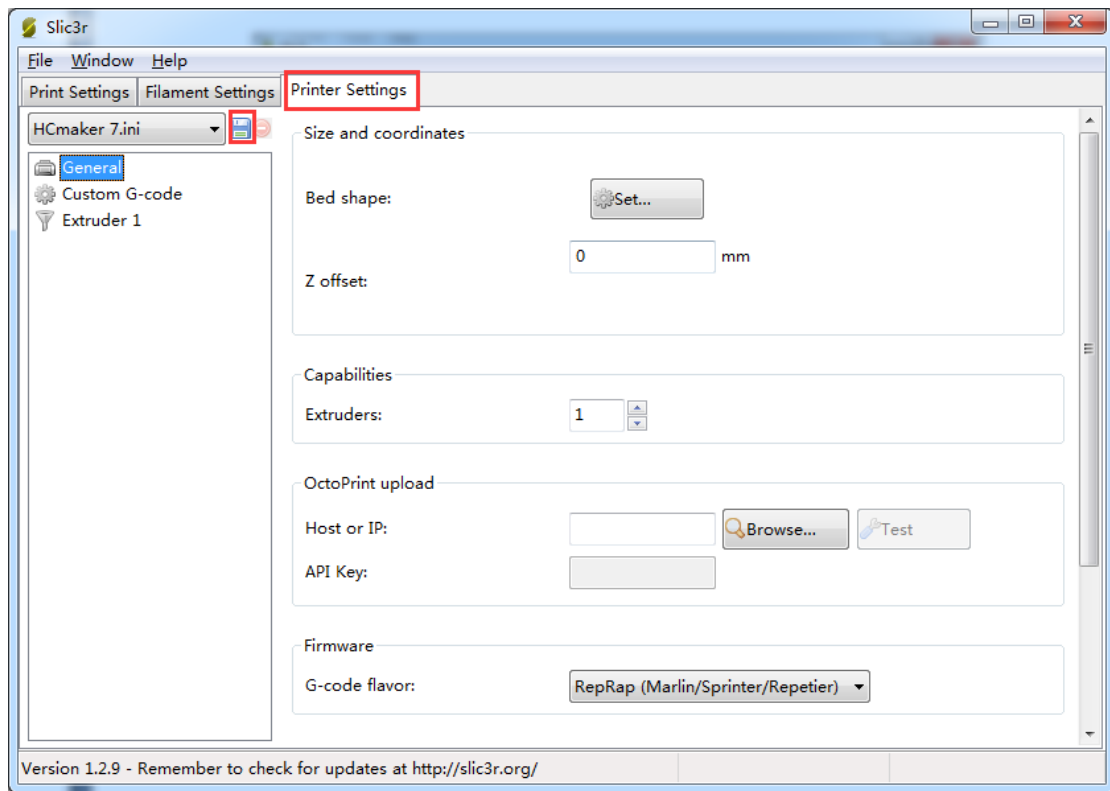 Slic3r
File Window Help
Print Settings Filament Settings Printer Settings
HCmaker 7.ini
General
Custom G-code
Extruder 1
Size and coordinates
Bed shape: Set...
Z offset: 0 mm
Capabilities
Extruders: 1
OctoPrint upload
Host or IP: Browse... Test
API Key:
Firmware
G-code flavor: RepRap (Marlin/Sprinter/Repetier)
Version 1.2.9 - Remember to check for updates at http://slic3r.org/